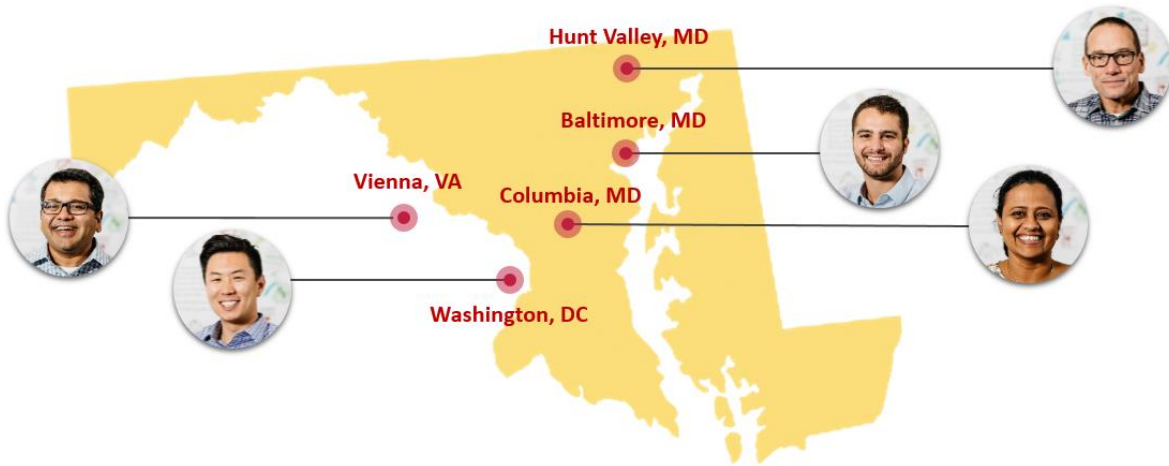 Hunt Valley, MD
Baltimore, MD
Vienna, VA
Columbia, MD
Washington, DC